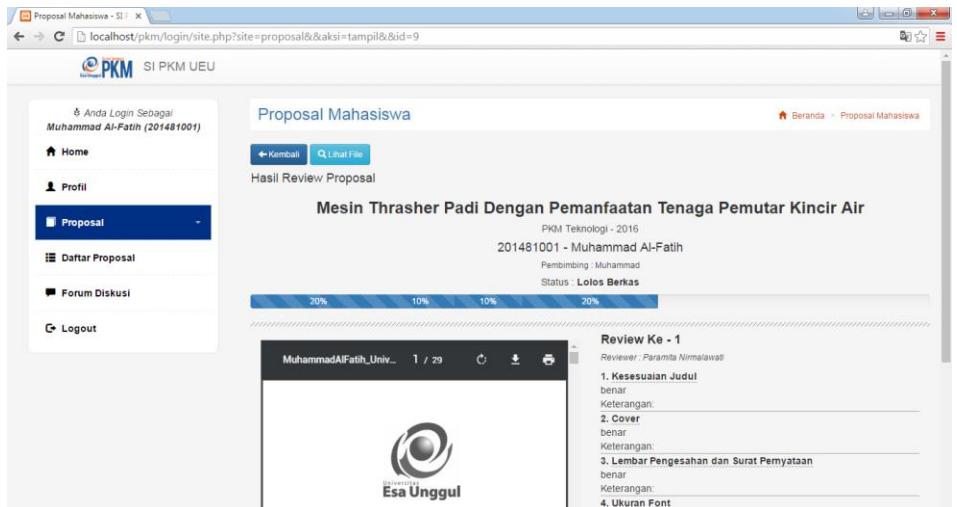 Proposal Mahasiswa - SI P
localhost/pkm/login/site.php?site=proposal&&aksi=tampil&&id=9
PKM SI PKM UEU
Anda Login Sebagai
Muhammad Al-Fatih (201481001)
Home
Profil
Proposal
Daftar Proposal
Forum Diskusi
Logout
Proposal Mahasiswa
Beranda > Proposal Mahasiswa
Kembali Lihat File
Hasil Review Proposal
Mesin Thrasher Padi Dengan Pemanfaatan Tenaga Pemutar Kincir Air
PKM Teknologi - 2016
201481001 - Muhammad Al-Fatih
Pembimbing : Muhammad
Status : Lolos Berkas
20% 10% 10% 20%
MuhammadAlFatih_Univ... 1 / 29
Universitas
Esa Unggul
Review Ke - 1
Reviewer : Paramita Nirmalawati
1. Kesesuaian Judul
benar
Keterangan:
2. Cover
benar
Keterangan:
3. Lembar Pengesahan dan Surat Pernyataan
benar
Keterangan:
4. Ukuran Font